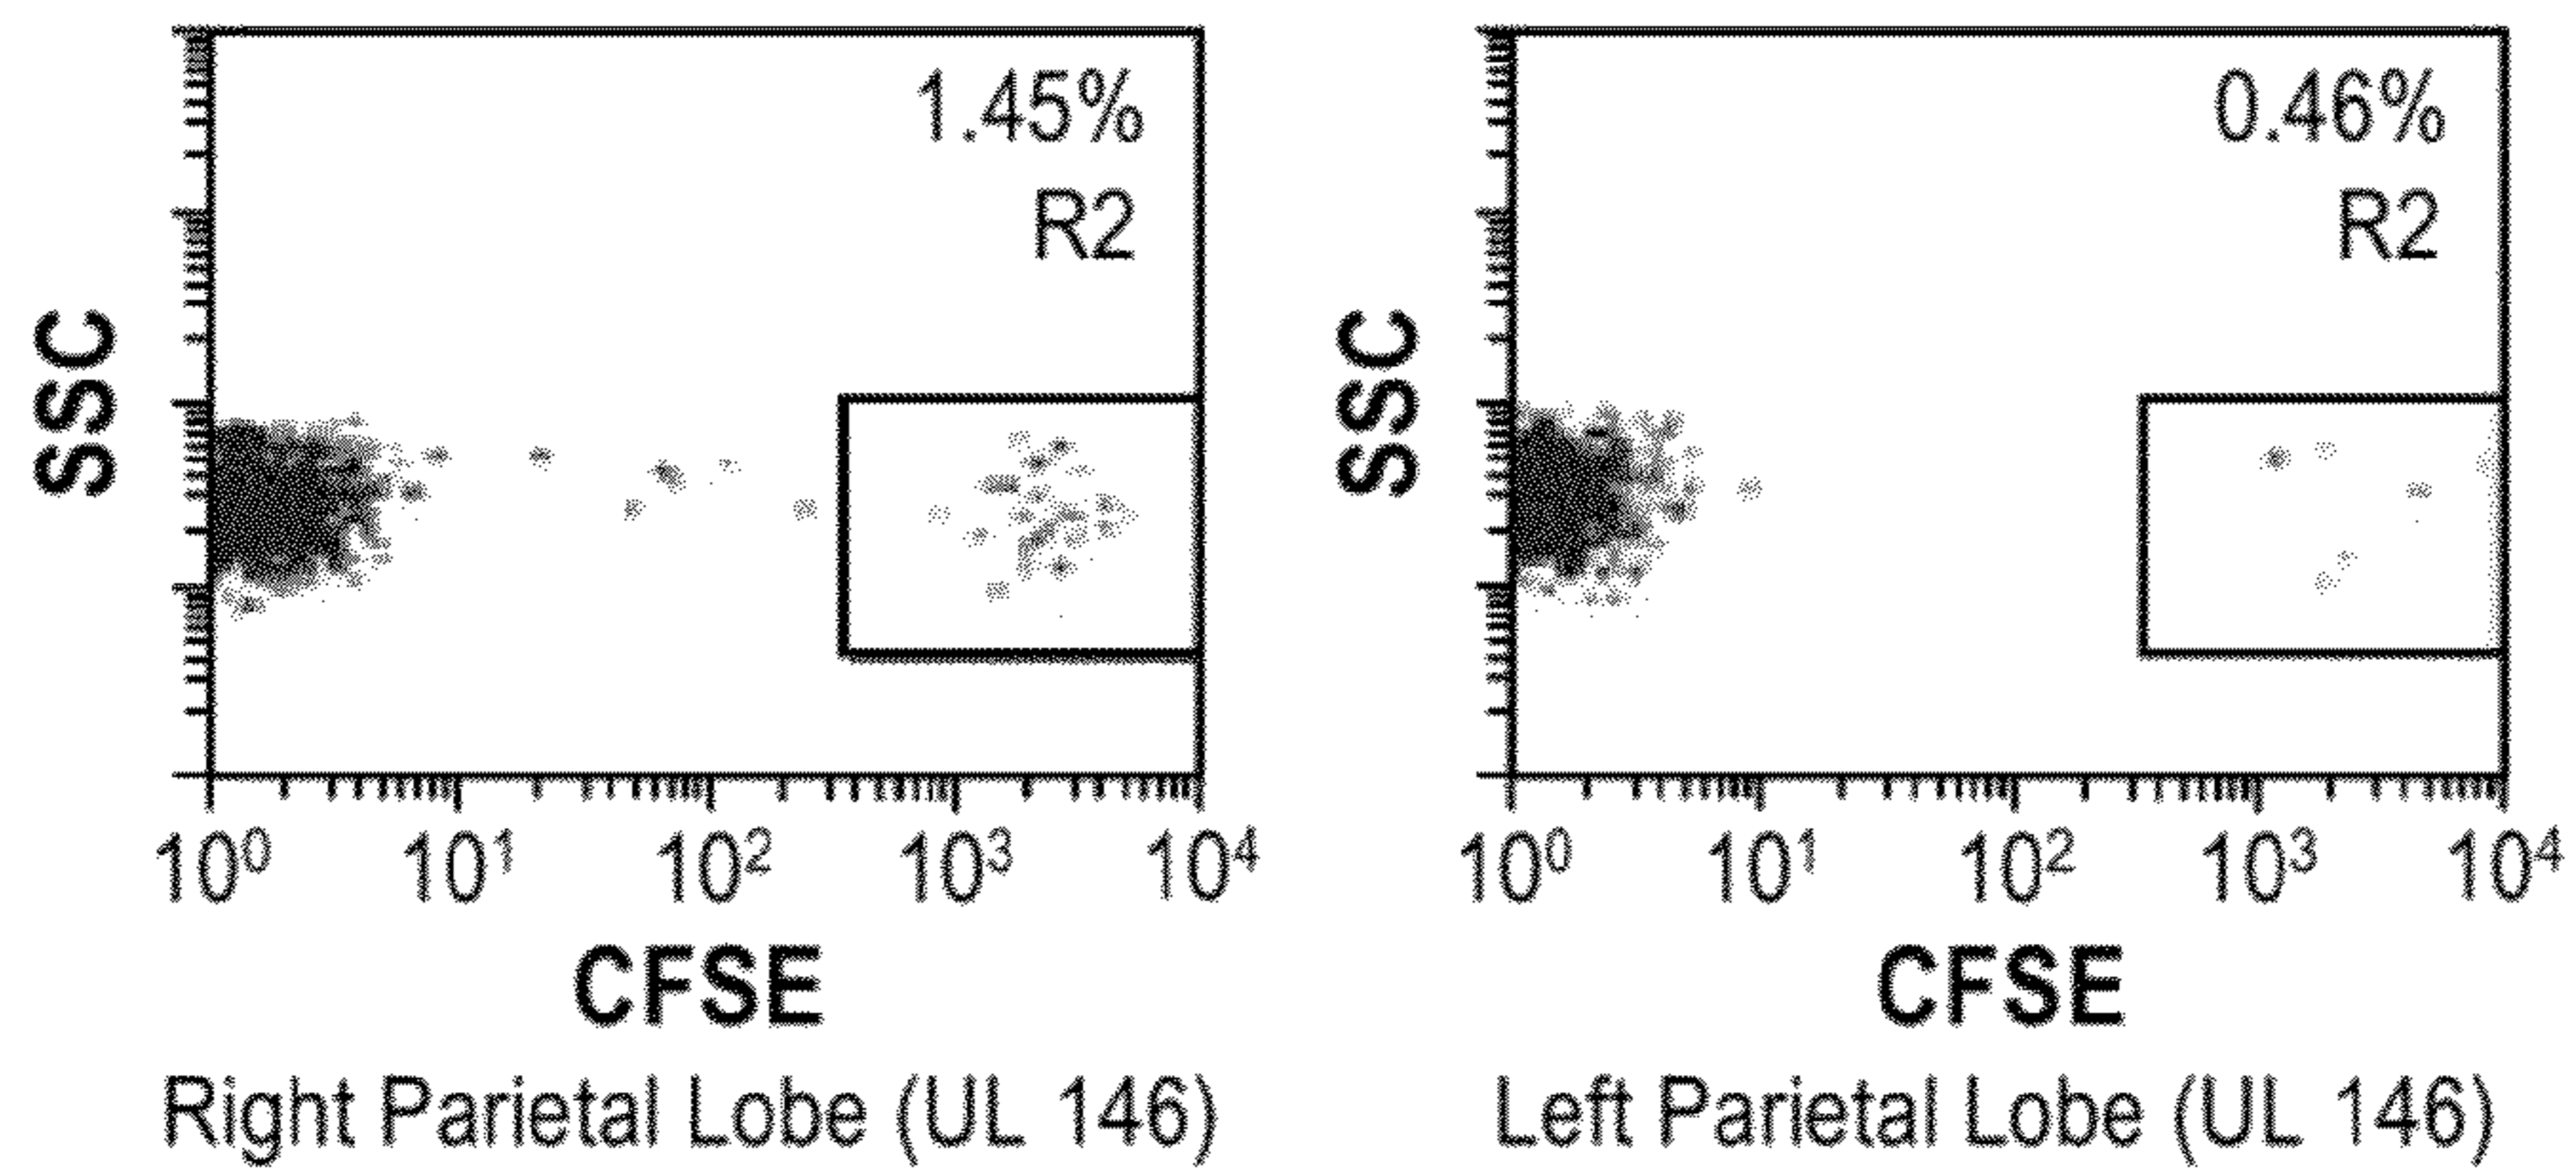 1.45%
R2
SSC
10⁰ 10¹ 10² 10³ 10⁴
CFSE
Right Parietal Lobe (UL 146)
0.46%
R2
SSC
10⁰ 10¹ 10² 10³ 10⁴
CFSE
Left Parietal Lobe (UL 146)